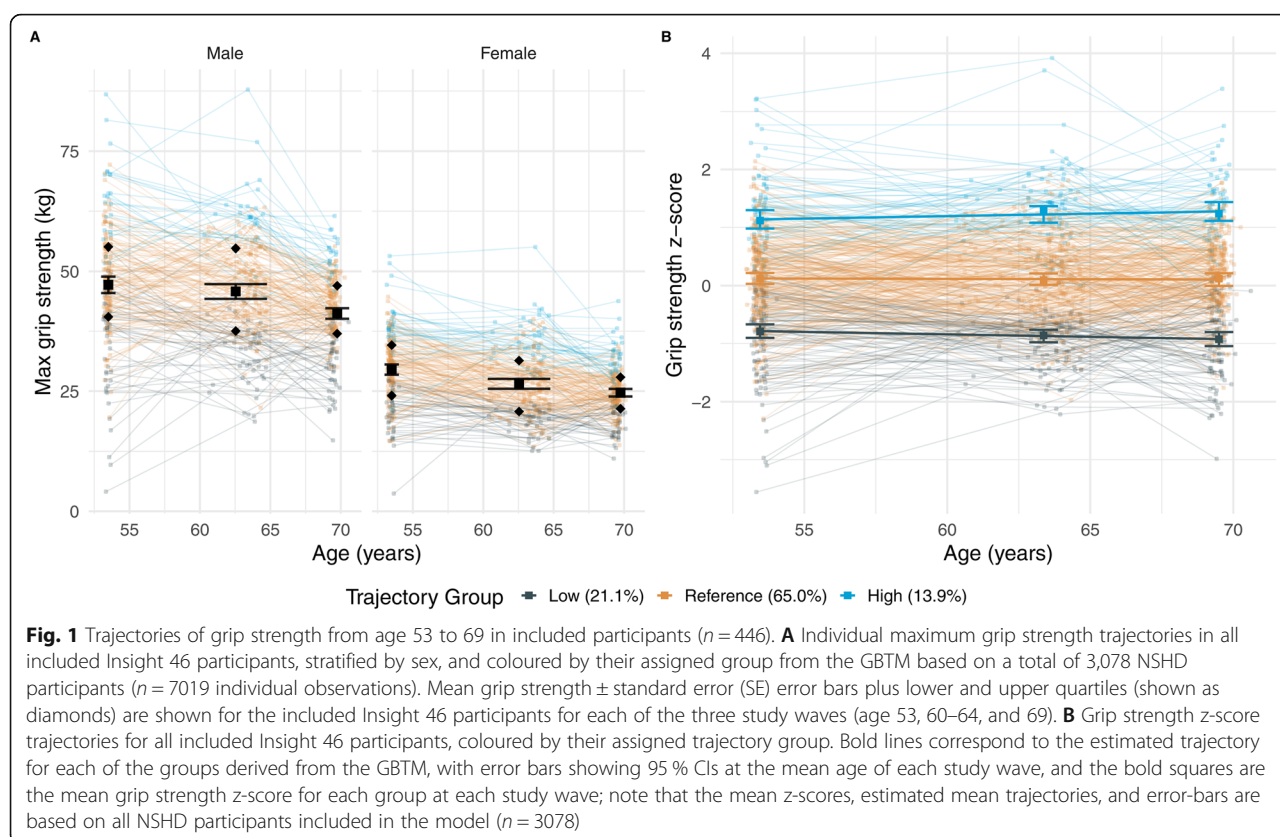 A
Male
Female
Max grip strength (kg)
75
50
25
0
55
60
65
70
55
60
65
70
Age (years)
Age (years)
B
Grip strength z−score
4
2
0
−2
55
60
65
70
Age (years)
Trajectory Group Low (21.1%) Reference (65.0%) High (13.9%)
Fig. 1 Trajectories of grip strength from age 53 to 69 in included participants (n = 446). A Individual maximum grip strength trajectories in all
included Insight 46 participants, stratified by sex, and coloured by their assigned group from the GBTM based on a total of 3,078 NSHD
participants (n = 7019 individual observations). Mean grip strength ± standard error (SE) error bars plus lower and upper quartiles (shown as
diamonds) are shown for the included Insight 46 participants for each of the three study waves (age 53, 60–64, and 69). B Grip strength z-score
trajectories for all included Insight 46 participants, coloured by their assigned trajectory group. Bold lines correspond to the estimated trajectory
for each of the groups derived from the GBTM, with error bars showing 95 % CIs at the mean age of each study wave, and the bold squares are
the mean grip strength z-score for each group at each study wave; note that the mean z-scores, estimated mean trajectories, and error-bars are
based on all NSHD participants included in the model (n = 3078)